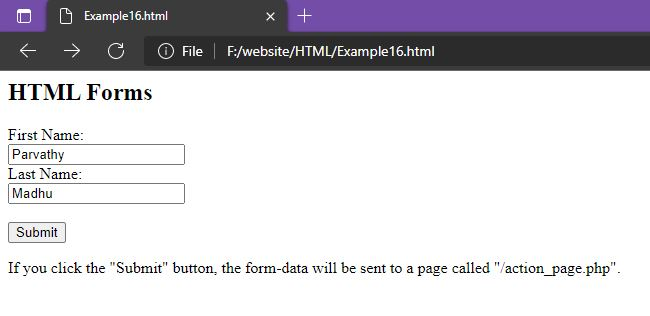 Example16.html
File F:/website/HTML/Example16.html
HTML Forms
First Name:
Parvathy
Last Name:
Madhu
Submit
If you click the "Submit" button, the form-data will be sent to a page called "/action_page.php".